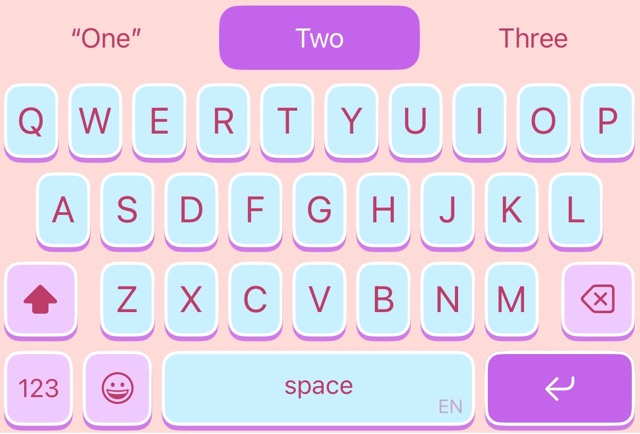 “One” Two Three
Q W E R T Y U I O P
A S D F G H J K L
Z X C V B N M
123 space EN